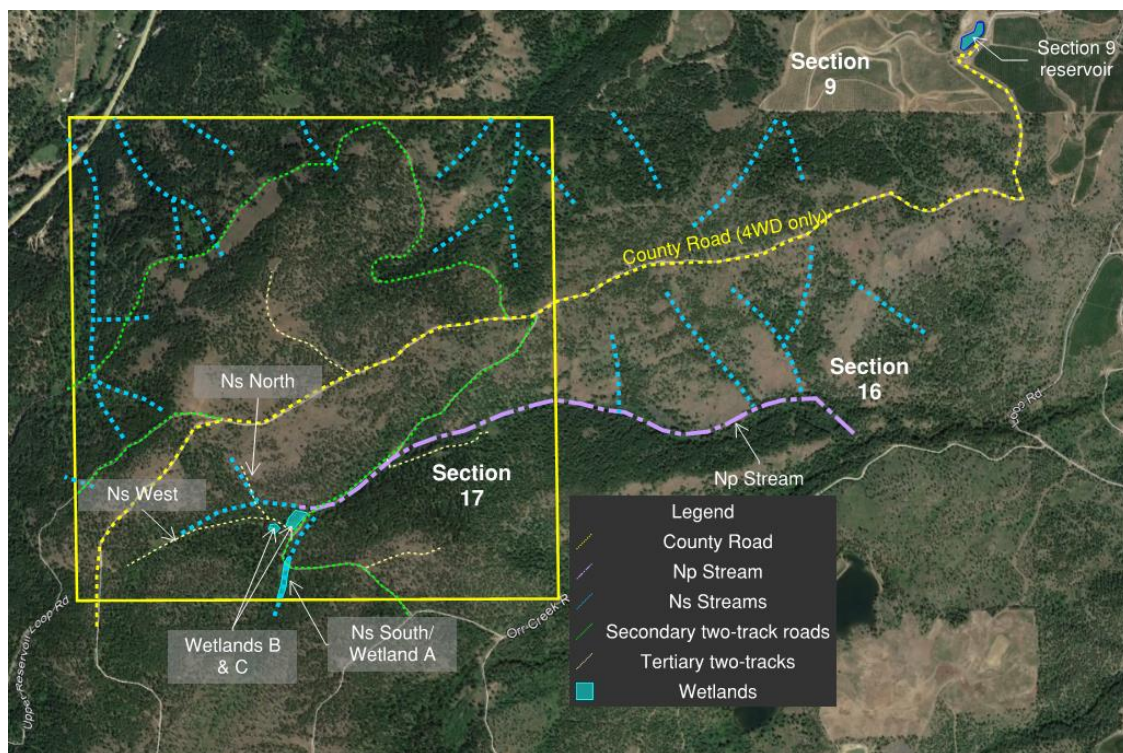 Section
9
Section 9
reservoir
County Road (4WD only)
Ns North
Section
16
Loop Rd
Ns West
Section
17
Np Stream
Legend
County Road
Np Stream
Ns Streams
Secondary two-track roads
Tertiary two-tracks
Wetlands
Wetlands B
& C
Ns South/
Wetland A
Orr-Creek-R
Upper Reservoir Loop Rd